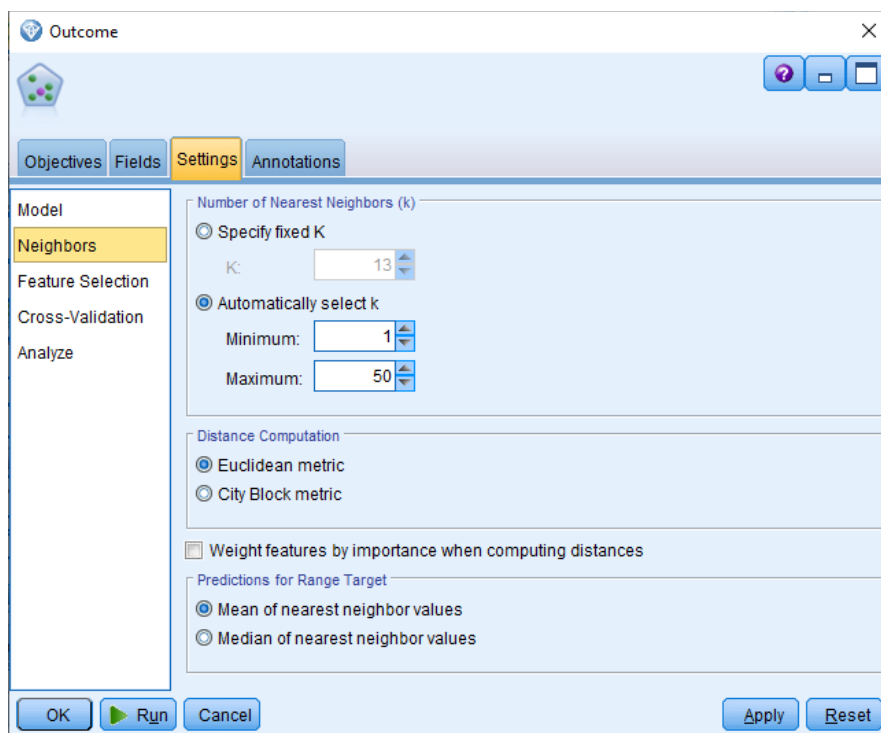 Outcome
Objectives Fields Settings Annotations
Model
Neighbors
Feature Selection
Cross-Validation
Analyze
Number of Nearest Neighbors (k)
Specify fixed K
K: 13
Automatically select k
Minimum: 1
Maximum: 50
Distance Computation
Euclidean metric
City Block metric
Weight features by importance when computing distances
Predictions for Range Target
Mean of nearest neighbor values
Median of nearest neighbor values
OK Run Cancel Apply Reset